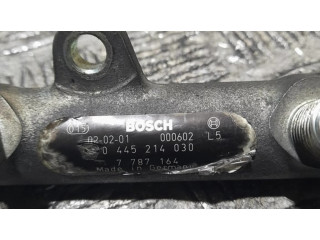 BOSCH
02-02-01 000602 L5
0 445 214 030
7 787 164
Made in Germany